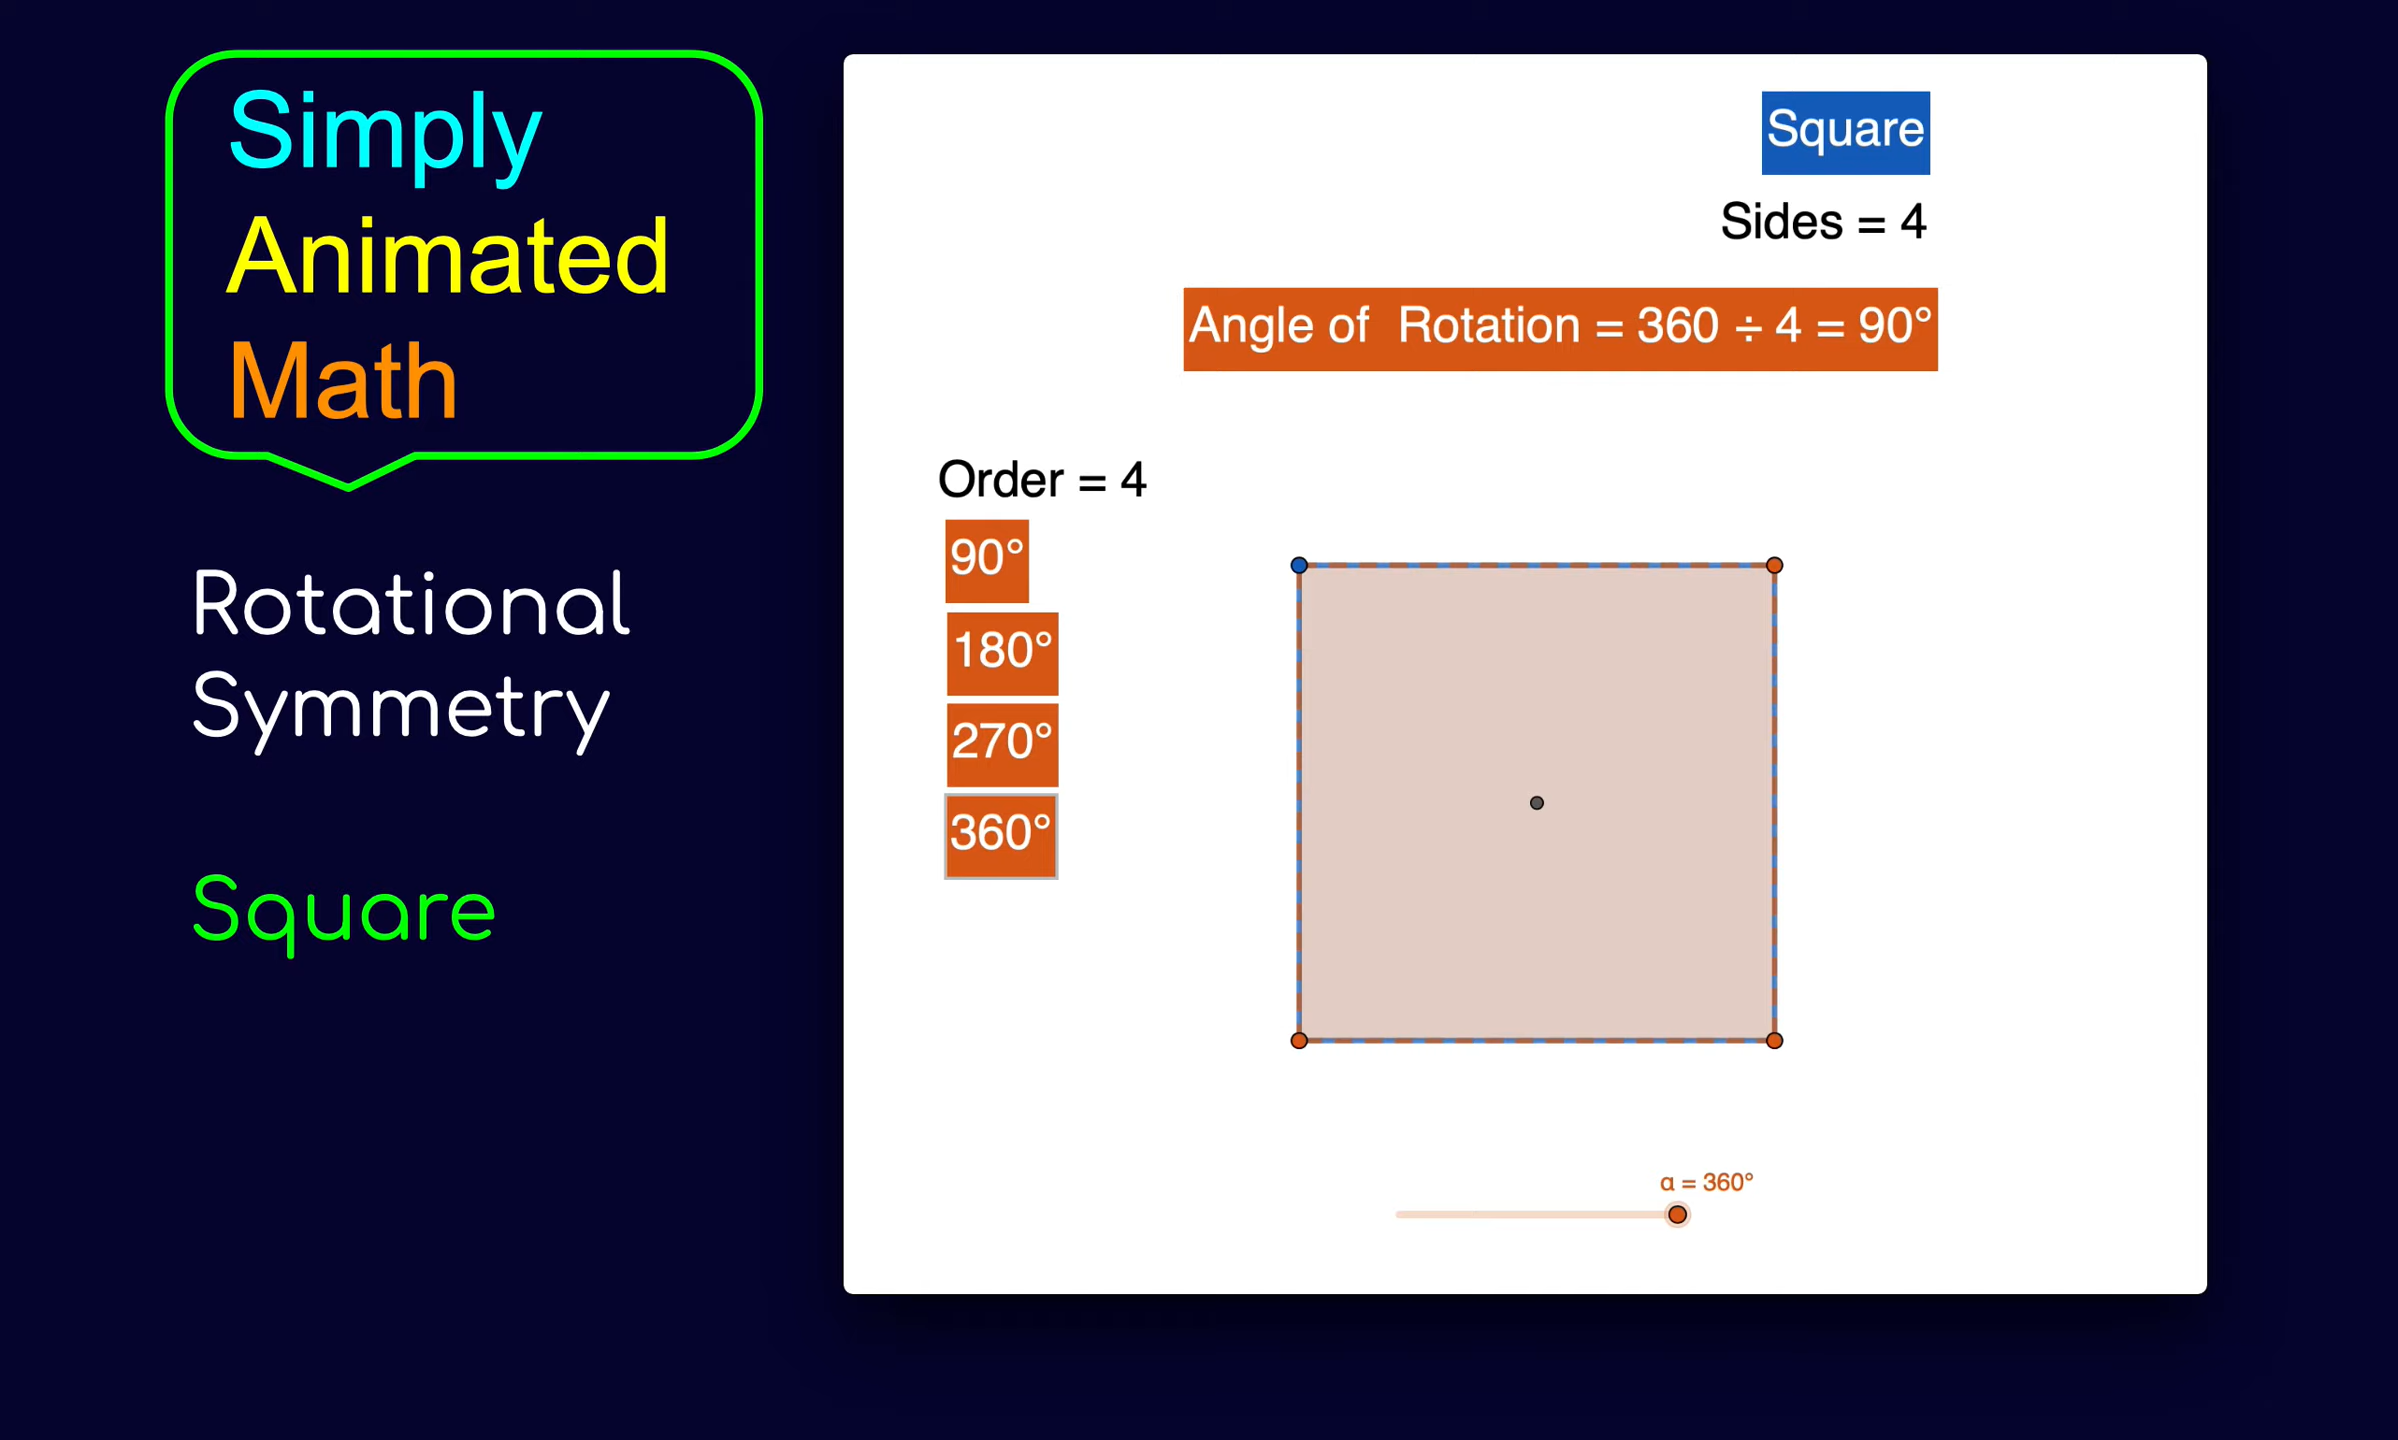 Simply
Animated
Math
Rotational
Symmetry
Square
Square
Sides = 4
Angle of  Rotation = 360 ÷ 4 = 90°
Order = 4
90°
180°
270°
360°
α = 360°